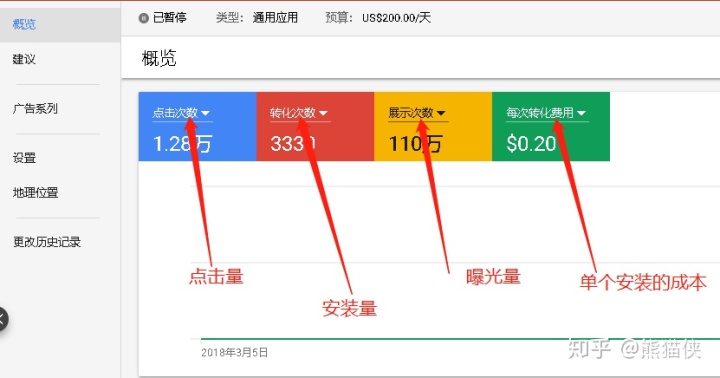 概览
建议
广告系列
设置
地理位置
更改历史记录
已暂停 类型： 通用应用 预算： US$200.00/天
概览
点击次数 转化次数 展示次数 每次转化费用
1.28万 3330 110万 $0.20
点击量 安装量 曝光量 单个安装的成本
2018年3月5日
知乎 @熊猫侠